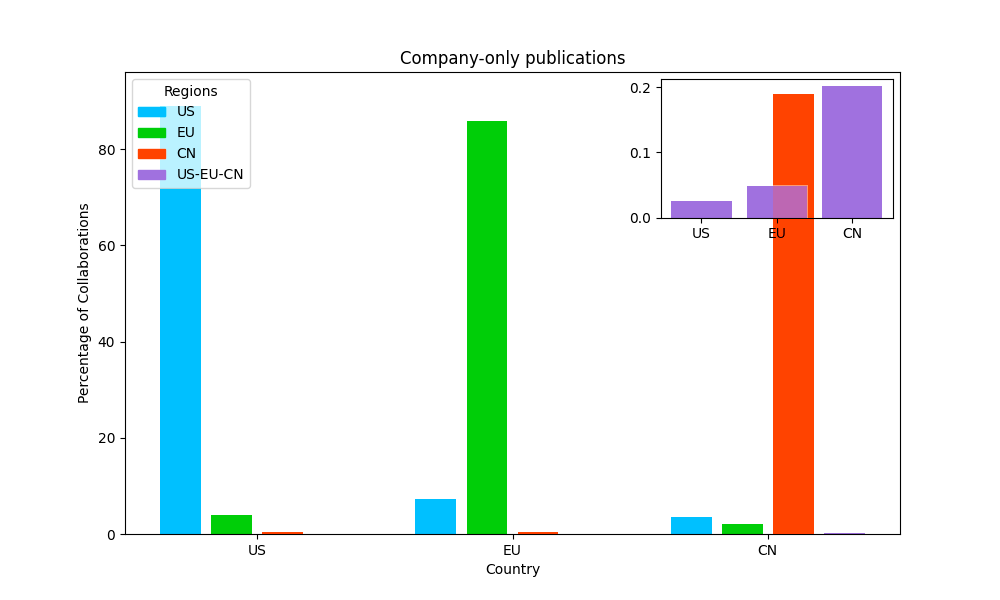 Company-only publications
Regions
US
EU
CN
US-EU-CN
0.2
0.1
0.0
US EU CN
80
60
40
20
0
Percentage of Collaborations
US EU CN
Country